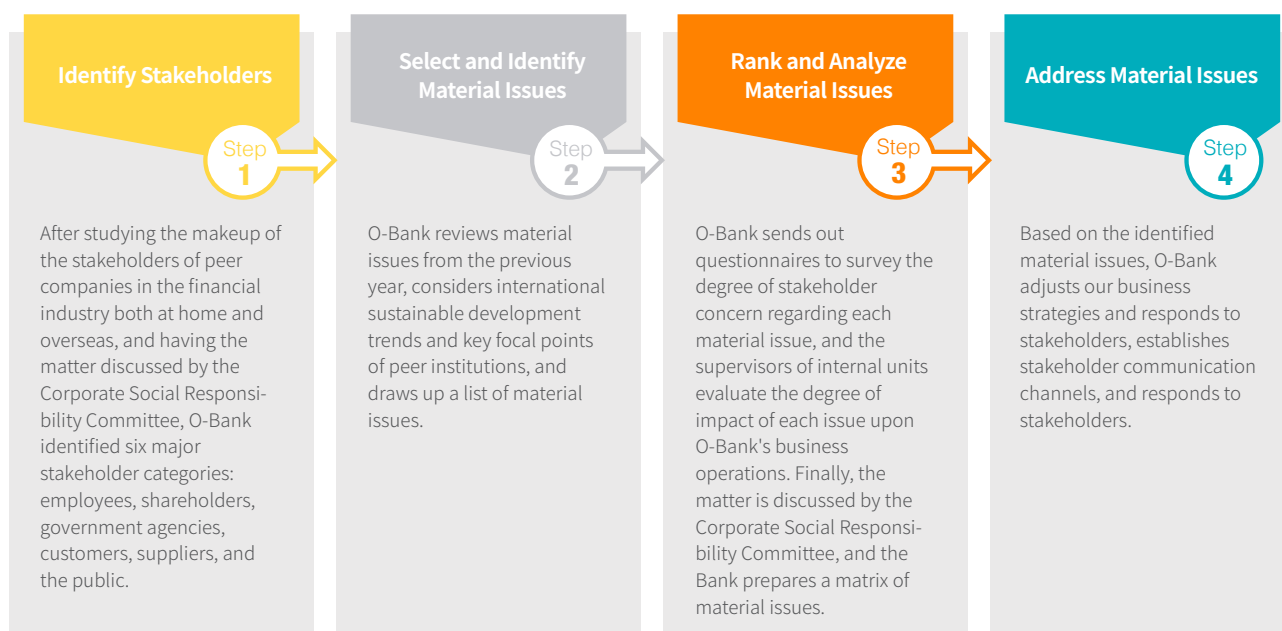 Identify Stakeholders
Step
1
After studying the makeup of
the stakeholders of peer
companies in the financial
industry both at home and
overseas, and having the
matter discussed by the
Corporate Social Responsi-
bility Committee, O-Bank
identified six major
stakeholder categories:
employees, shareholders,
government agencies,
customers, suppliers, and
the public.
Select and Identify
Material Issues
Step
2
O-Bank reviews material
issues from the previous
year, considers international
sustainable development
trends and key focal points
of peer institutions, and
draws up a list of material
issues.
Rank and Analyze
Material Issues
Step
3
O-Bank sends out
questionnaires to survey the
degree of stakeholder
concern regarding each
material issue, and the
supervisors of internal units
evaluate the degree of
impact of each issue upon
O-Bank's business
operations. Finally, the
matter is discussed by the
Corporate Social Responsi-
bility Committee, and the
Bank prepares a matrix of
material issues.
Address Material Issues
Step
4
Based on the identified
material issues, O-Bank
adjusts our business
strategies and responds to
stakeholders, establishes
stakeholder communication
channels, and responds to
stakeholders.